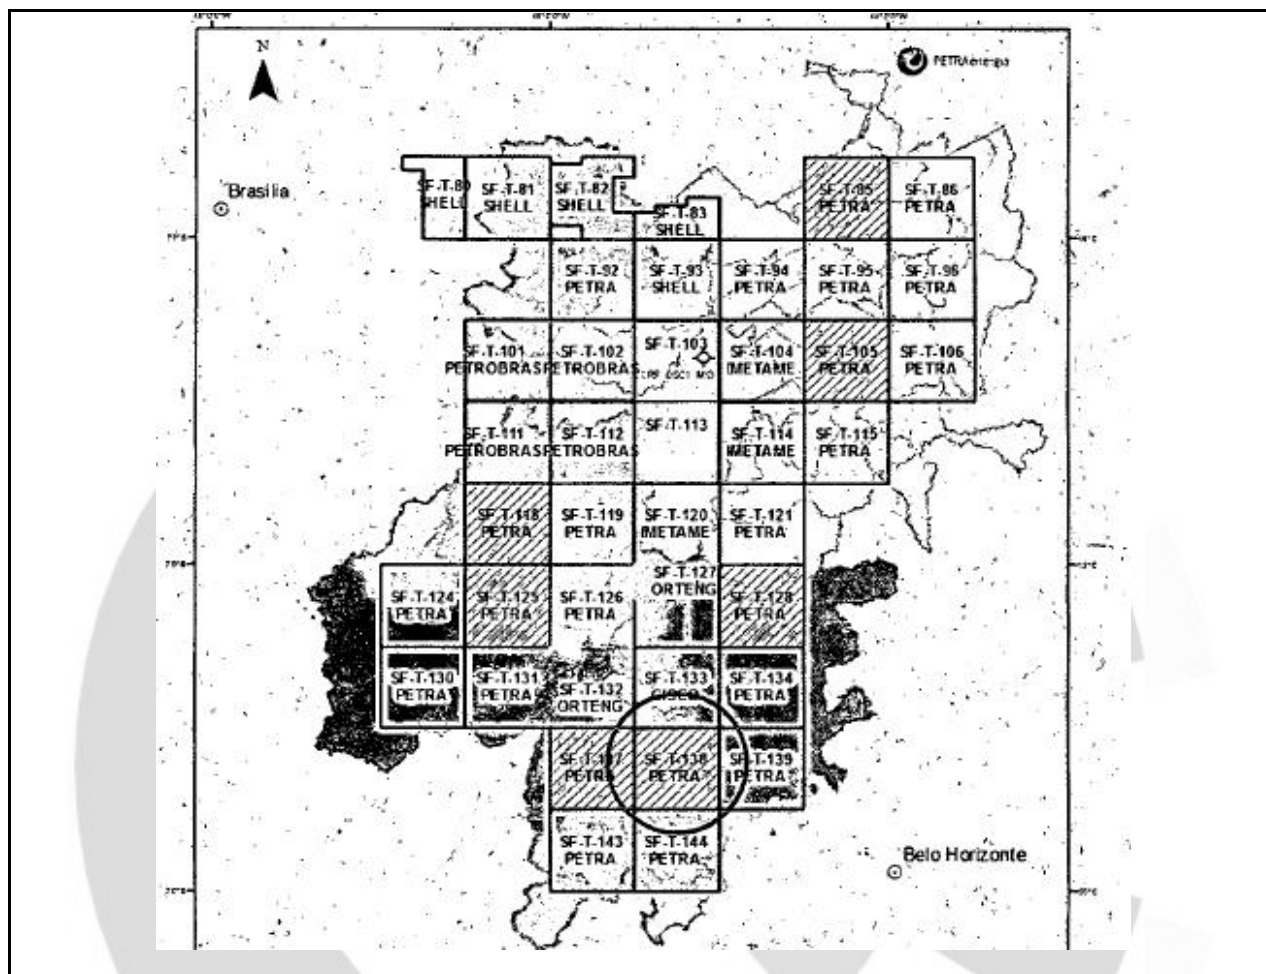 N
PETRAenergia
Brasília
SF-T-80
SHELL
SF-T-81
SHELL
SF-T-82
SHELL
SF-T-83
SHELL
SF-T-85
PETRA
SF-T-86
PETRA
SF-T-92
PETRA
SF-T-93
SHELL
SF-T-94
PETRA
SF-T-95
PETRA
SF-T-96
PETRA
SF-T-101
PETROBRAS
SF-T-102
PETROBRAS
SF-T-103
SF-T-104
IMETAME
SF-T-105
PETRA
SF-T-106
PETRA
SF-T-111
PETROBRAS
SF-T-112
PETROBRAS
SF-T-113
SF-T-114
IMETAME
SF-T-115
PETRA
SF-T-118
PETRA
SF-T-119
PETRA
SF-T-120
IMETAME
SF-T-121
PETRA
SF-T-124
PETRA
SF-T-125
PETRA
SF-T-126
PETRA
SF-T-127
ORTENG
SF-T-128
PETRA
SF-T-130
PETRA
SF-T-131
PETRA
SF-T-132
ORTENG
SF-T-133
CISCO
SF-T-134
PETRA
SF-T-137
PETRA
SF-T-138
PETRA
SF-T-139
PETRA
SF-T-143
PETRA
SF-T-144
PETRA
Belo Horizonte